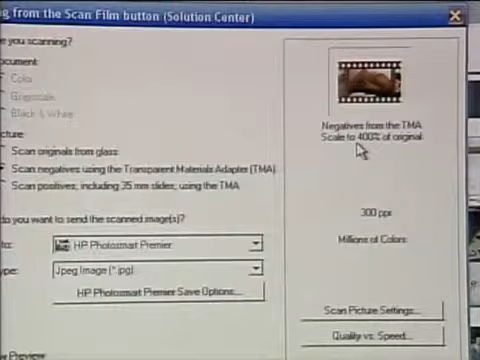 ng from the Scan Film button (Solution Center)
re you scanning?
ocument:
Color
Grayscale
Black & White
cture:
Scan originals from glass
Scan negatives using the Transparent Materials Adapter (TMA)
Scan positives, including 35 mm slides, using the TMA
do you want to send the scanned image(s)?
to:
HP Photosmart Premier
ype:
Jpeg Image (*.jpg)
HP Photosmart Premier Save Options...
w Preview
Negatives from the TMA
Scale to 400% of original
300 ppi
Millions of Colors
Scan Picture Settings...
Quality vs. Speed...